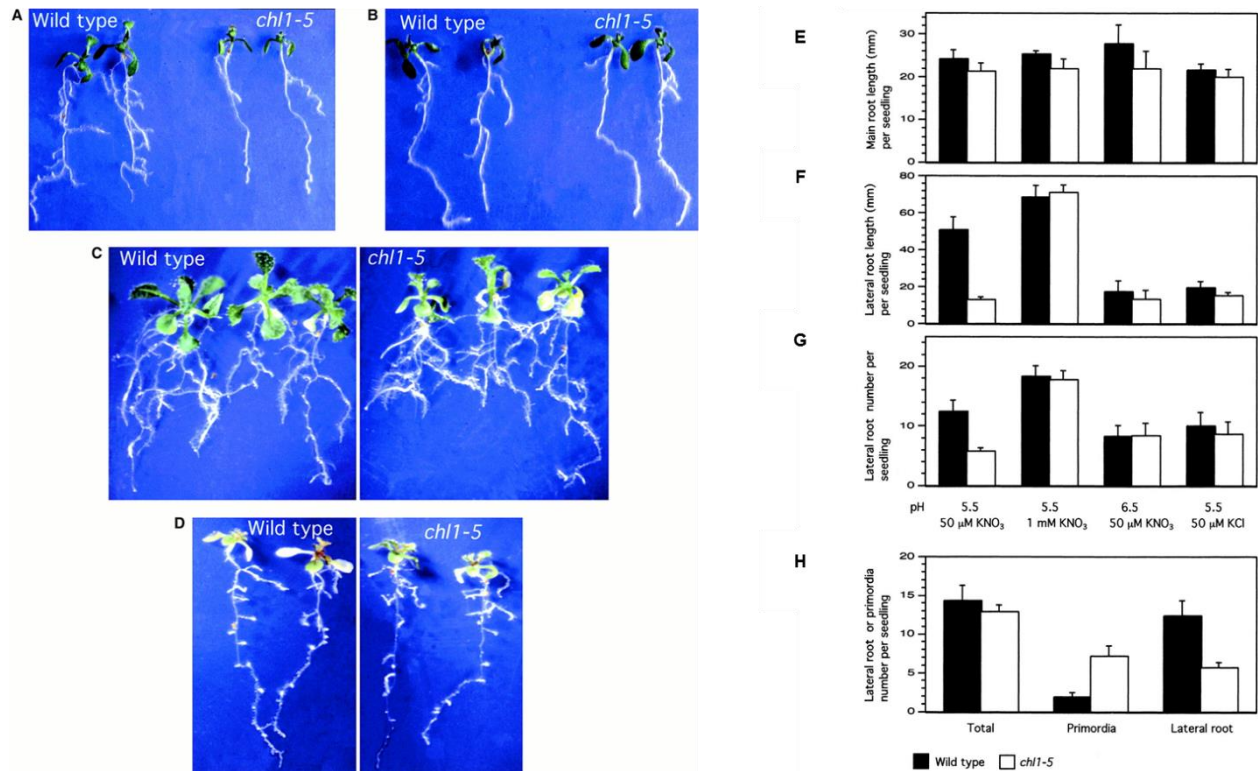 A
Wild type
chl1-5
B
Wild type
chl1-5
C
Wild type
chl1-5
D
Wild type
chl1-5
E
Main root length (mm)
per seedling
30
20
10
0
F
Lateral root length (mm)
per seedling
80
60
40
20
0
G
Lateral root number per
seedling
20
10
0
pH 5.5 5.5 6.5 5.5
50 µM KNO₃ 1 mM KNO₃ 50 µM KNO₃ 50 µM KCl
H
Lateral root or primordia
number per seedling
20
15
10
5
0
Total Primordia Lateral root
Wild type chl1-5